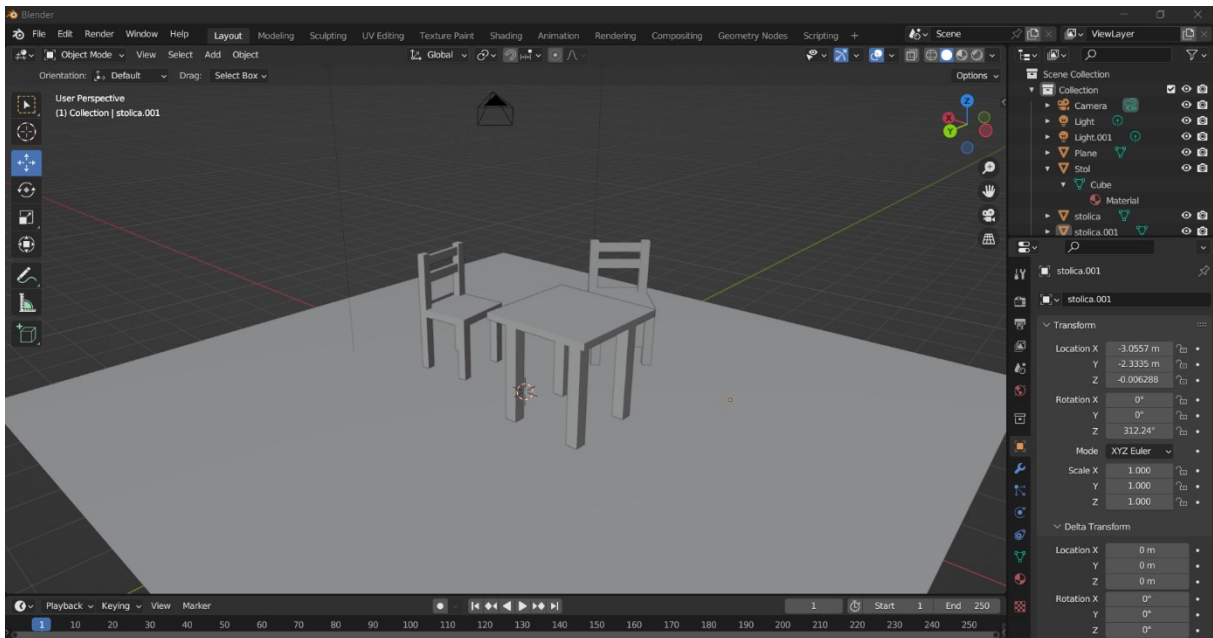 Blender
File Edit Render Window Help Layout Modeling Sculpting UV Editing Texture Paint Shading Animation Rendering Compositing Geometry Nodes Scripting + Scene ViewLayer
Object Mode View Select Add Object Global
Orientation: Default Drag: Select Box Options
User Perspective
(1) Collection | stolica.001
X
Y
Z
Scene Collection
Collection
Camera
Light
Light.001
Plane
Stol
Cube
Material
stolica
stolica.001
stolica.001
stolica.001
Transform
Location X -3.0557 m
Y -2.3335 m
Z -0.006288
Rotation X 0°
Y 0°
Z 312.24°
Mode XYZ Euler
Scale X 1.000
Y 1.000
Z 1.000
Delta Transform
Location X 0 m
Y 0 m
Z 0 m
Rotation X 0°
Y 0°
Z 0°
Playback Keying View Marker 1 Start 1 End 250
1 10 20 30 40 50 60 70 80 90 100 110 120 130 140 150 160 170 180 190 200 210 220 230 240 250